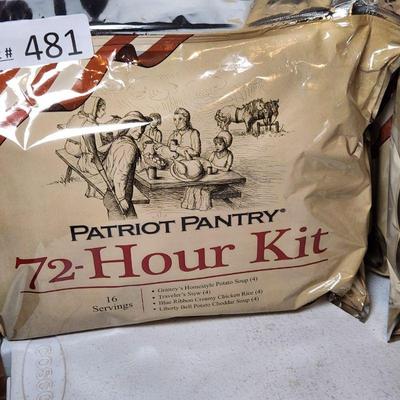 # 481
PATRIOT PANTRY®
72-Hour Kit
16
Servings
• Granny's Homestyle Potato Soup (4)
• Traveler's Stew (4)
• Blue Ribbon Creamy Chicken Rice (4)
• Liberty Bell Potato Cheddar Soup (4)